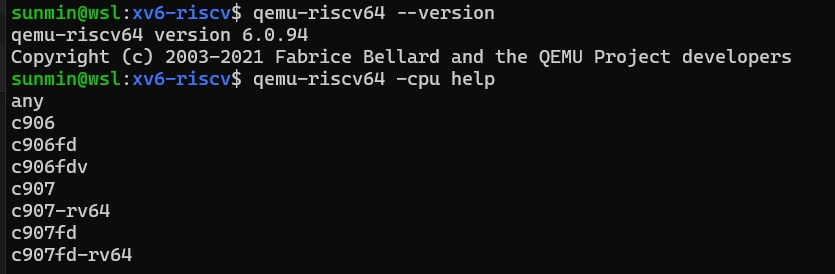 sunmin@wsl:xv6-riscv$ qemu-riscv64 --version
qemu-riscv64 version 6.0.94
Copyright (c) 2003-2021 Fabrice Bellard and the QEMU Project developers
sunmin@wsl:xv6-riscv$ qemu-riscv64 -cpu help
any
c906
c906fd
c906fdv
c907
c907-rv64
c907fd
c907fd-rv64